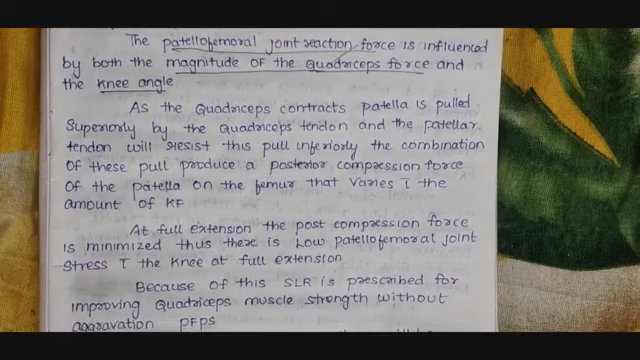 The patellofemoral joint reaction force is influenced
by both the magnitude of the Quadriceps force and
the knee angle
As the Quadriceps contracts patella is pulled
Superiorly by the Quadriceps tendon and the patellar
tendon will resist this pull inferiorly the combination
of these pull produce a posterior compression force
of the patella on the femur that varies T the
amount of KF
At full extension the post compression force
is minimized thus there is Low patellofemoral joint
Stress T the knee at full extension
Because of this SLR is prescribed for
improving Quadriceps muscle strength without
aggravation PFPS